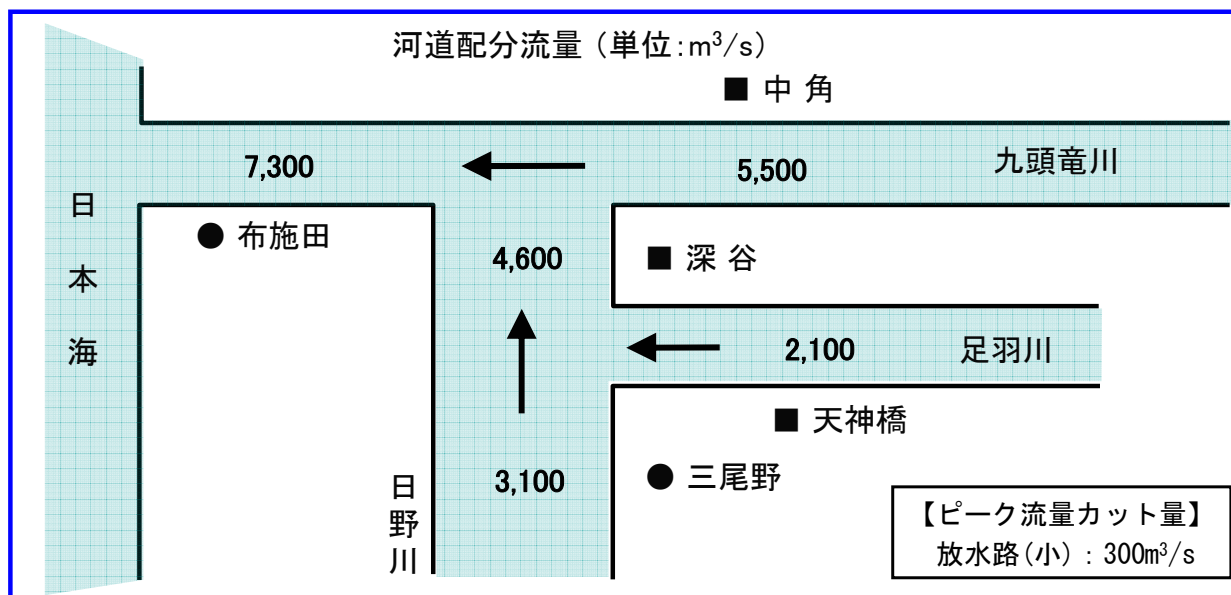 河道配分流量（単位:m³/s）
■ 中 角
7,300
5,500
九頭竜川
日本海
● 布施田
4,600
■ 深 谷
2,100
足羽川
■ 天神橋
3,100
● 三尾野
日野川
【ピーク流量カット量】
放水路(小)：300m³/s